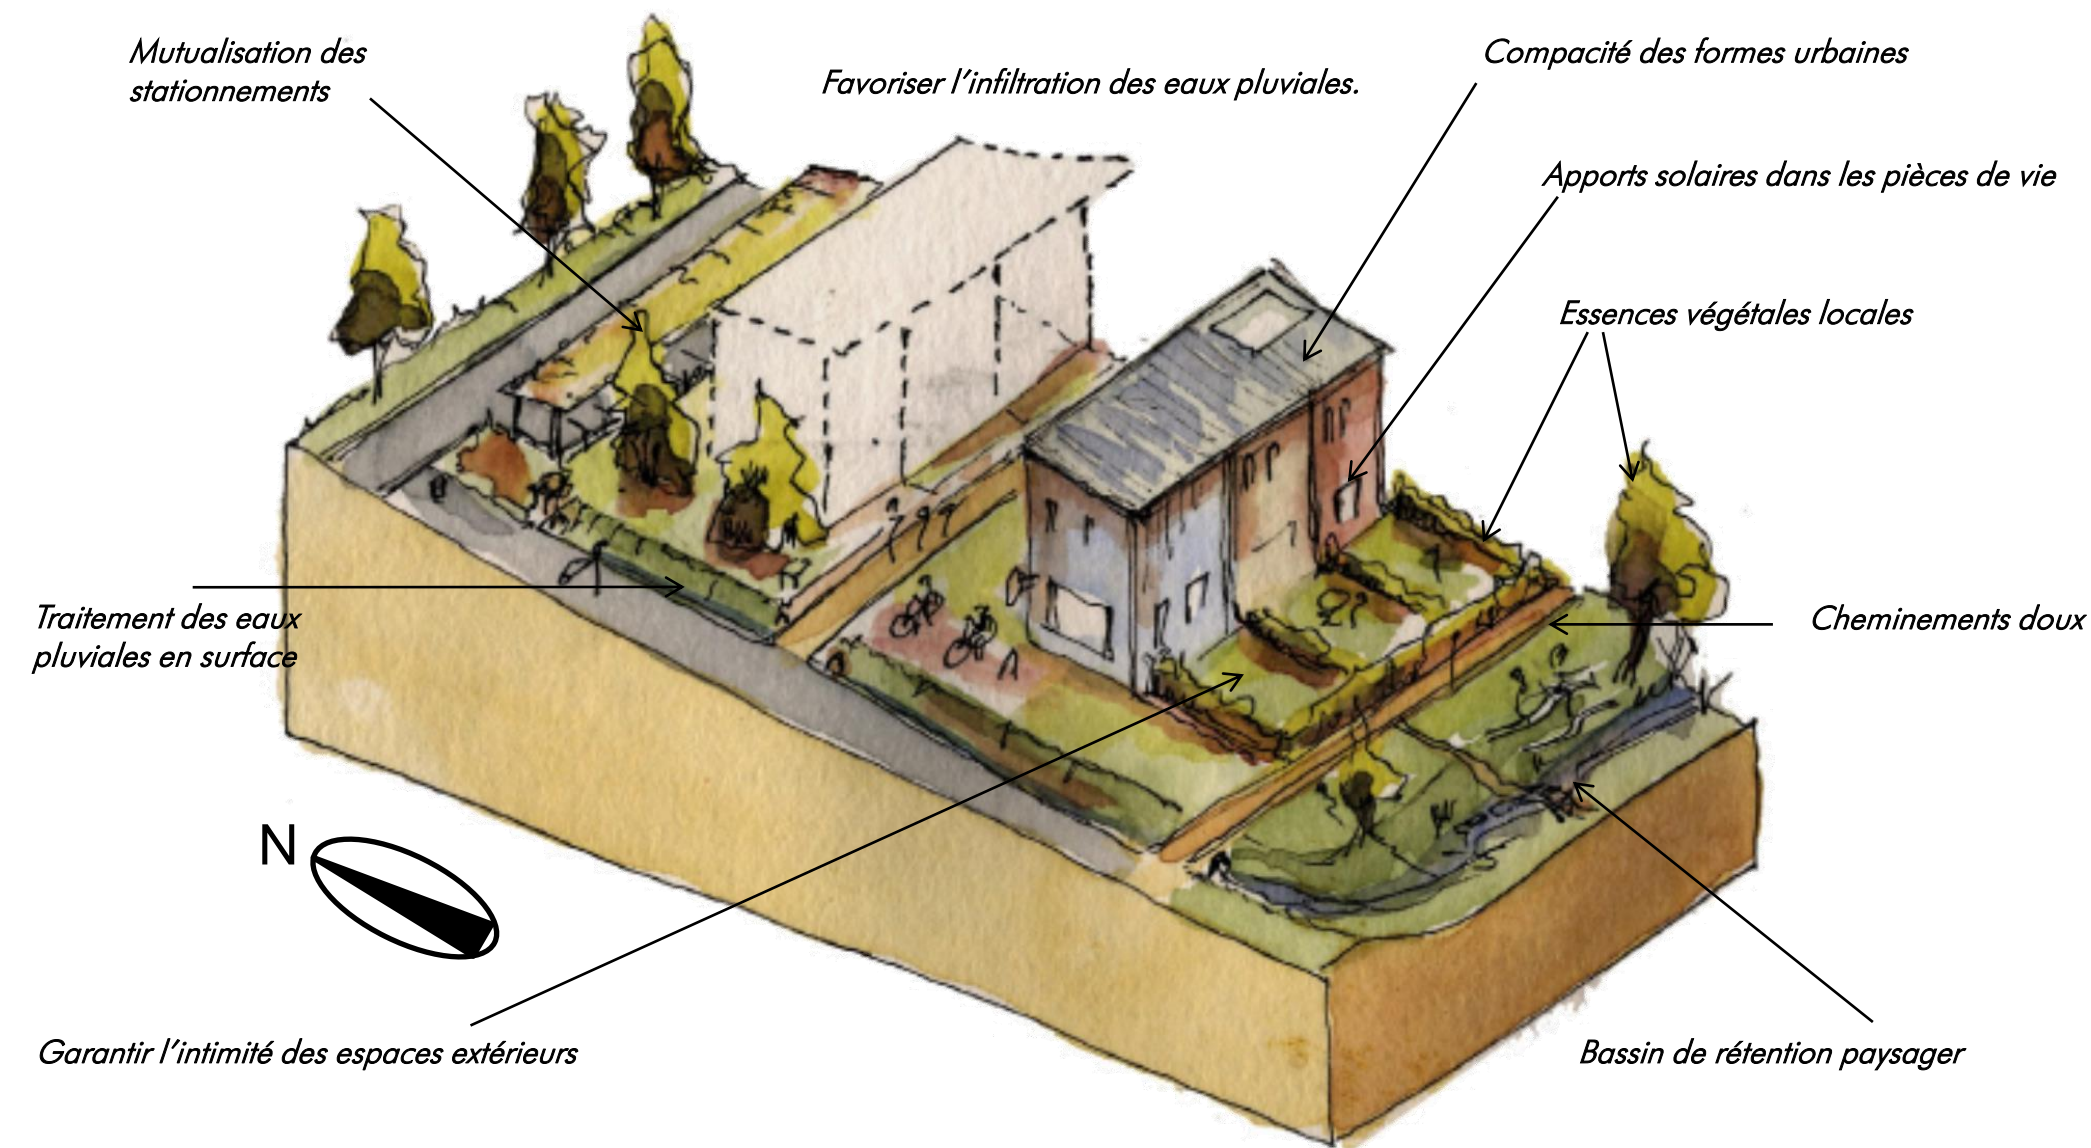 Mutualisation des
stationnements
Favoriser l'infiltration des eaux pluviales.
Compacité des formes urbaines
Apports solaires dans les pièces de vie
Essences végétales locales
Traitement des eaux
pluviales en surface
Cheminements doux
N
Garantir l'intimité des espaces extérieurs
Bassin de rétention paysager